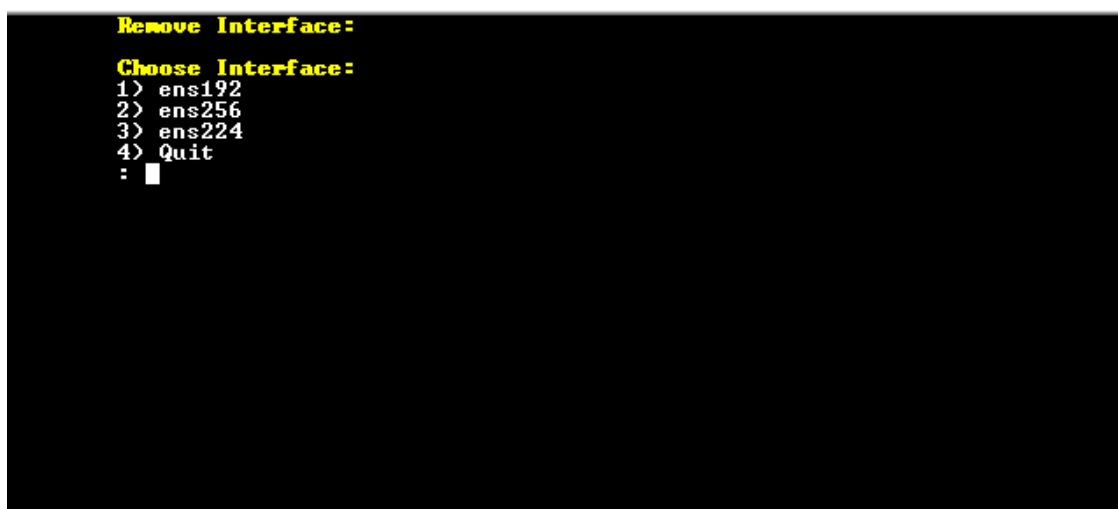 Remove Interface:
Choose Interface:
1) ens192
2) ens256
3) ens224
4) Quit
: